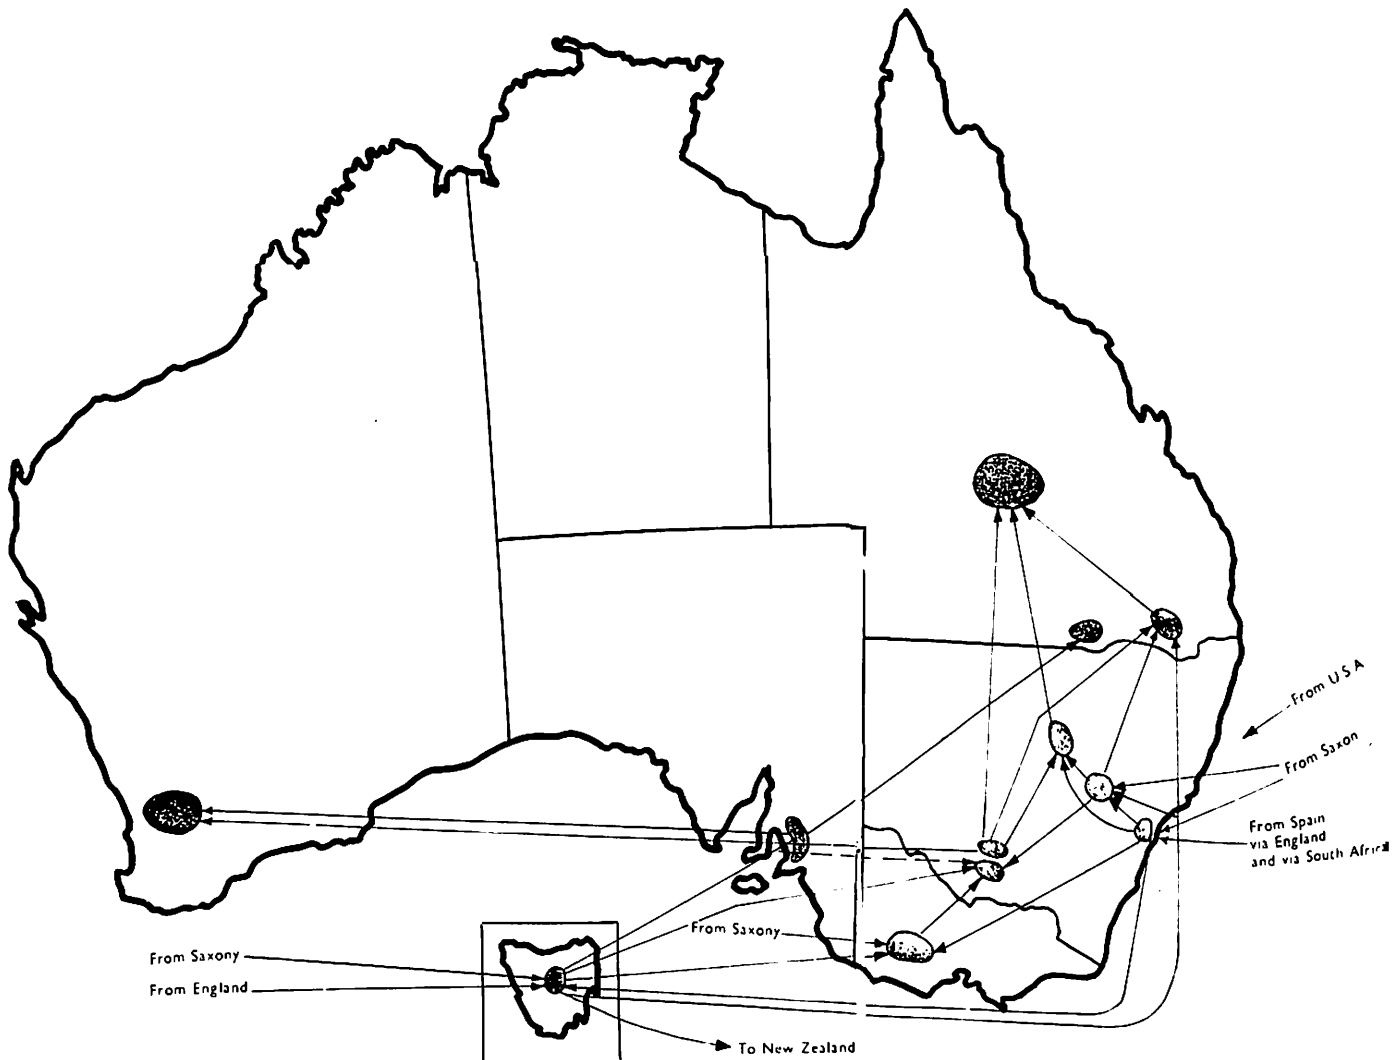 From U S A
From Saxon
From Spain
via England
and via South Africa
From Saxony
From Saxony
From England
To New Zealand